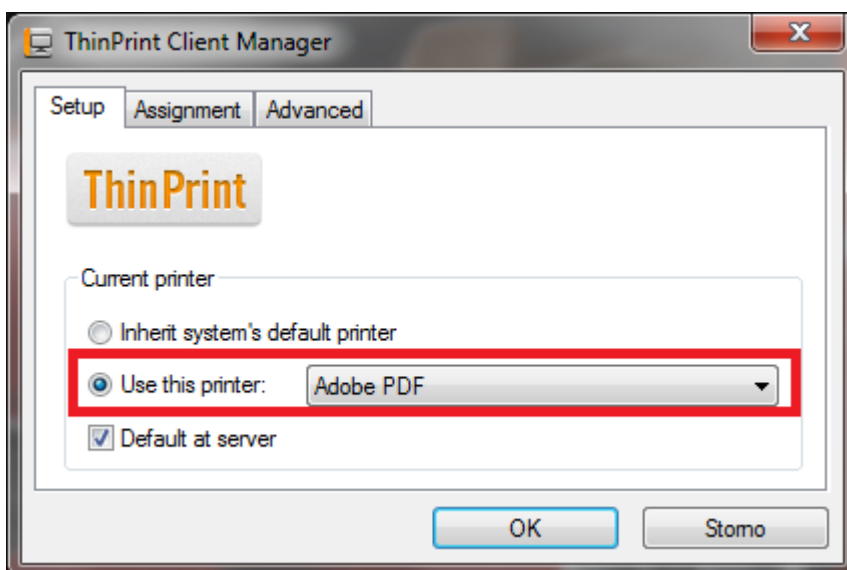 ThinPrint Client Manager
Setup Assignment Advanced
ThinPrint
Current printer
Inherit system's default printer
Use this printer: Adobe PDF
Default at server
OK Storno